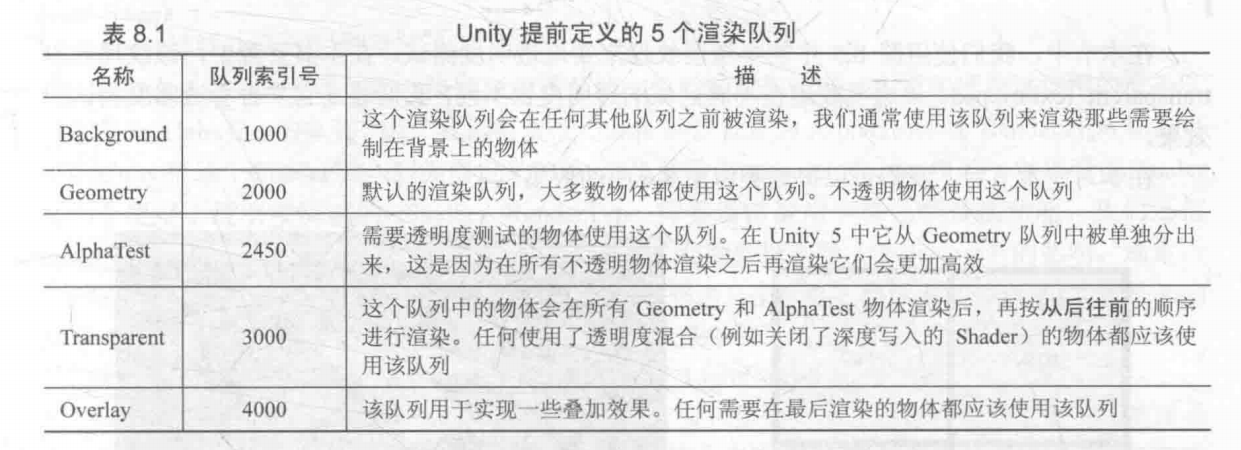 表 8.1 Unity 提前定义的 5 个渲染队列
名称 队列索引号 描 述
Background 1000 这个渲染队列会在任何其他队列之前被渲染，我们通常使用该队列来渲染那些需要绘
制在背景上的物体
Geometry 2000 默认的渲染队列，大多数物体都使用这个队列。不透明物体使用这个队列
AlphaTest 2450 需要透明度测试的物体使用这个队列。在 Unity 5 中它从 Geometry 队列中被单独分出
来，这是因为在所有不透明物体渲染之后再渲染它们会更加高效
Transparent 3000 这个队列中的物体会在所有 Geometry 和 AlphaTest 物体渲染后，再按从后往前的顺序
进行渲染。任何使用了透明度混合（例如关闭了深度写入的 Shader）的物体都应该使
用该队列
Overlay 4000 该队列用于实现一些叠加效果。任何需要在最后渲染的物体都应该使用该队列